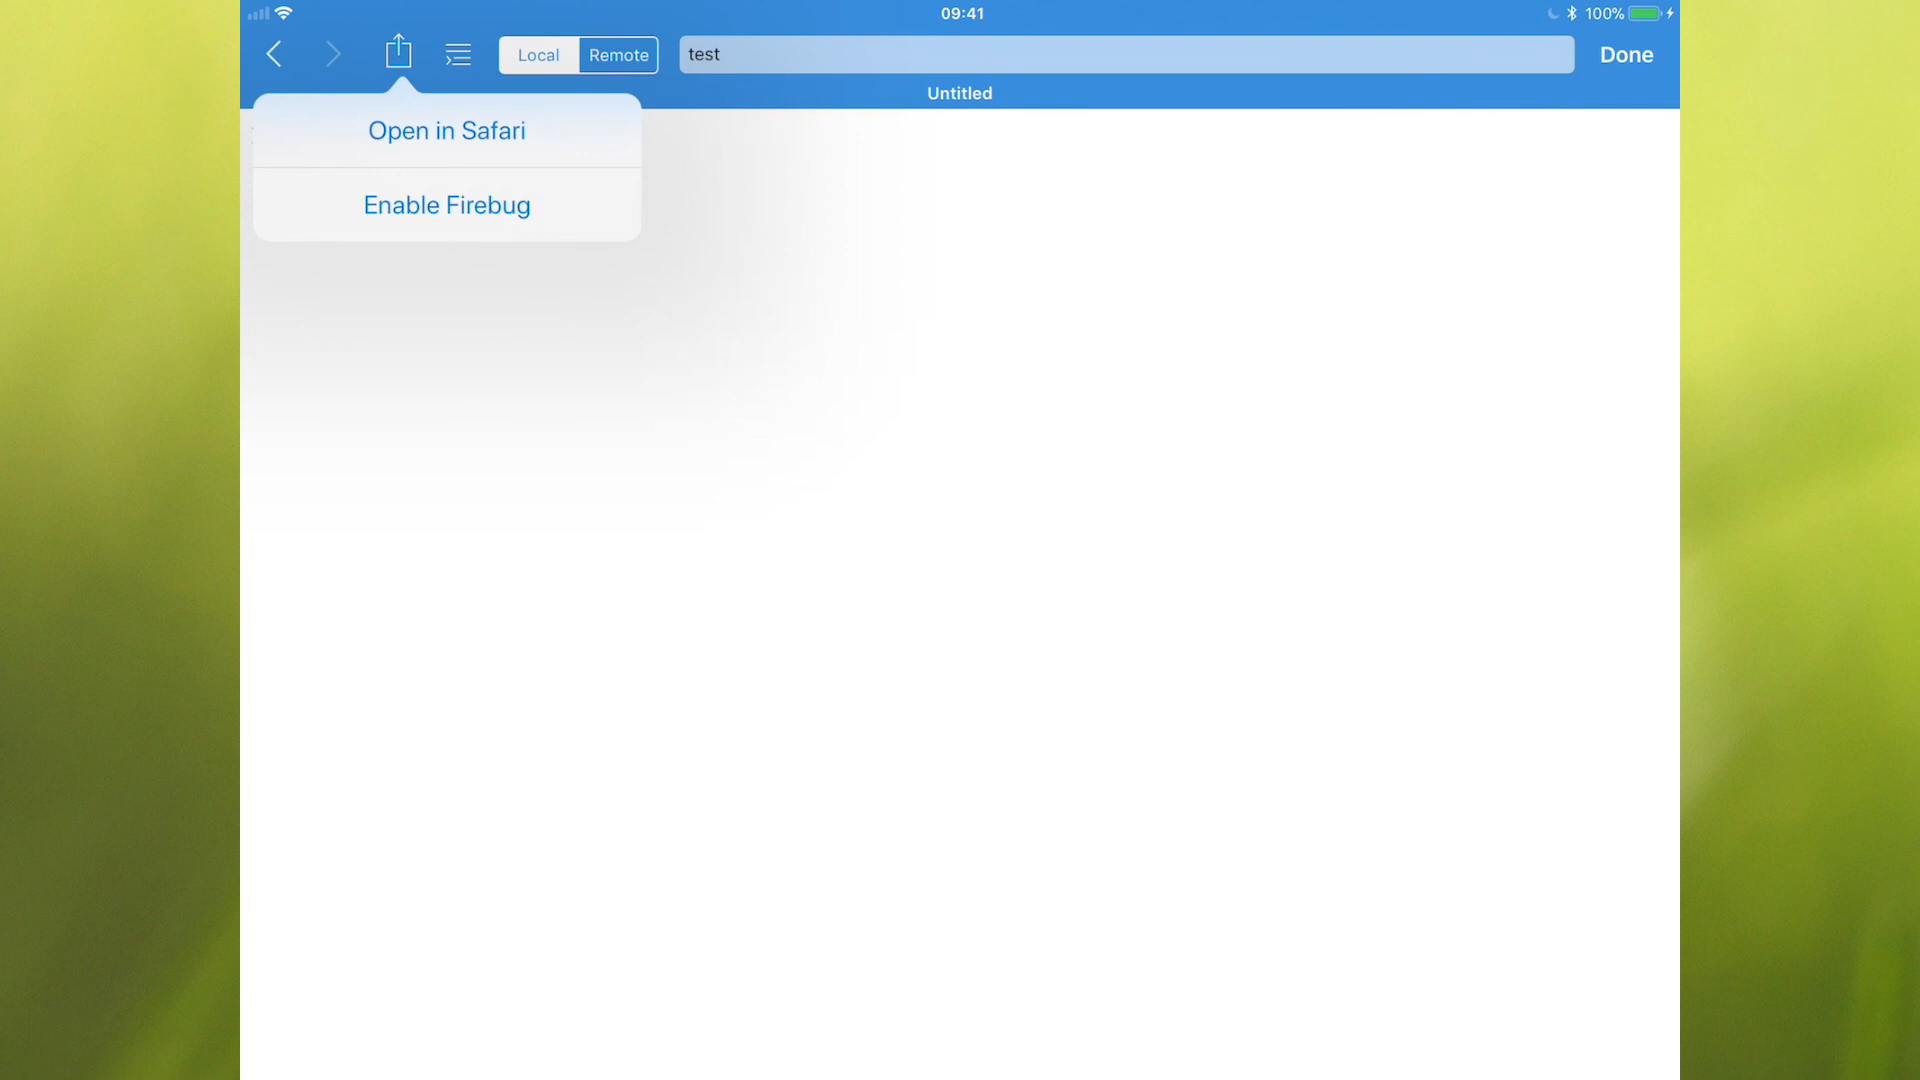 09:41
100%
Local
Remote
test
Done
Untitled
Open in Safari
Enable Firebug